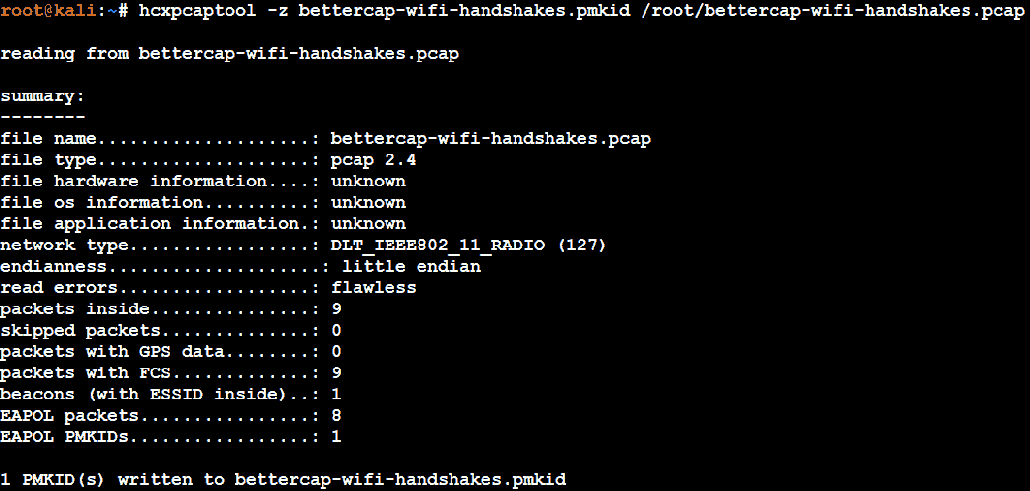 root@kali:~# hcxpcaptool -z bettercap-wifi-handshakes.pmkid /root/bettercap-wifi-handshakes.pcap
reading from bettercap-wifi-handshakes.pcap
summary:
--------
file name....................: bettercap-wifi-handshakes.pcap
file type....................: pcap 2.4
file hardware information....: unknown
file os information..........: unknown
file application information.: unknown
network type.................: DLT_IEEE802_11_RADIO (127)
endianness....................: little endian
read errors..................: flawless
packets inside...............: 9
skipped packets..............: 0
packets with GPS data........: 0
packets with FCS.............: 9
beacons (with ESSID inside)..: 1
EAPOL packets................: 8
EAPOL PMKIDs.................: 1
1 PMKID(s) written to bettercap-wifi-handshakes.pmkid